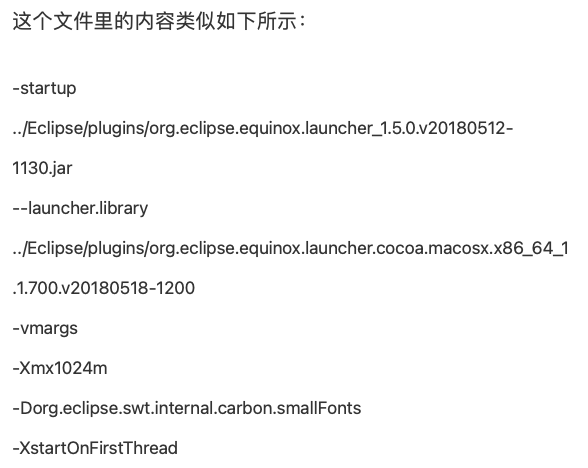 这个文件里的内容类似如下所示：
-startup
../Eclipse/plugins/org.eclipse.equinox.launcher_1.5.0.v20180512-
1130.jar
--launcher.library
../Eclipse/plugins/org.eclipse.equinox.launcher.cocoa.macosx.x86_64_1
.1.700.v20180518-1200
-vmargs
-Xmx1024m
-Dorg.eclipse.swt.internal.carbon.smallFonts
-XstartOnFirstThread